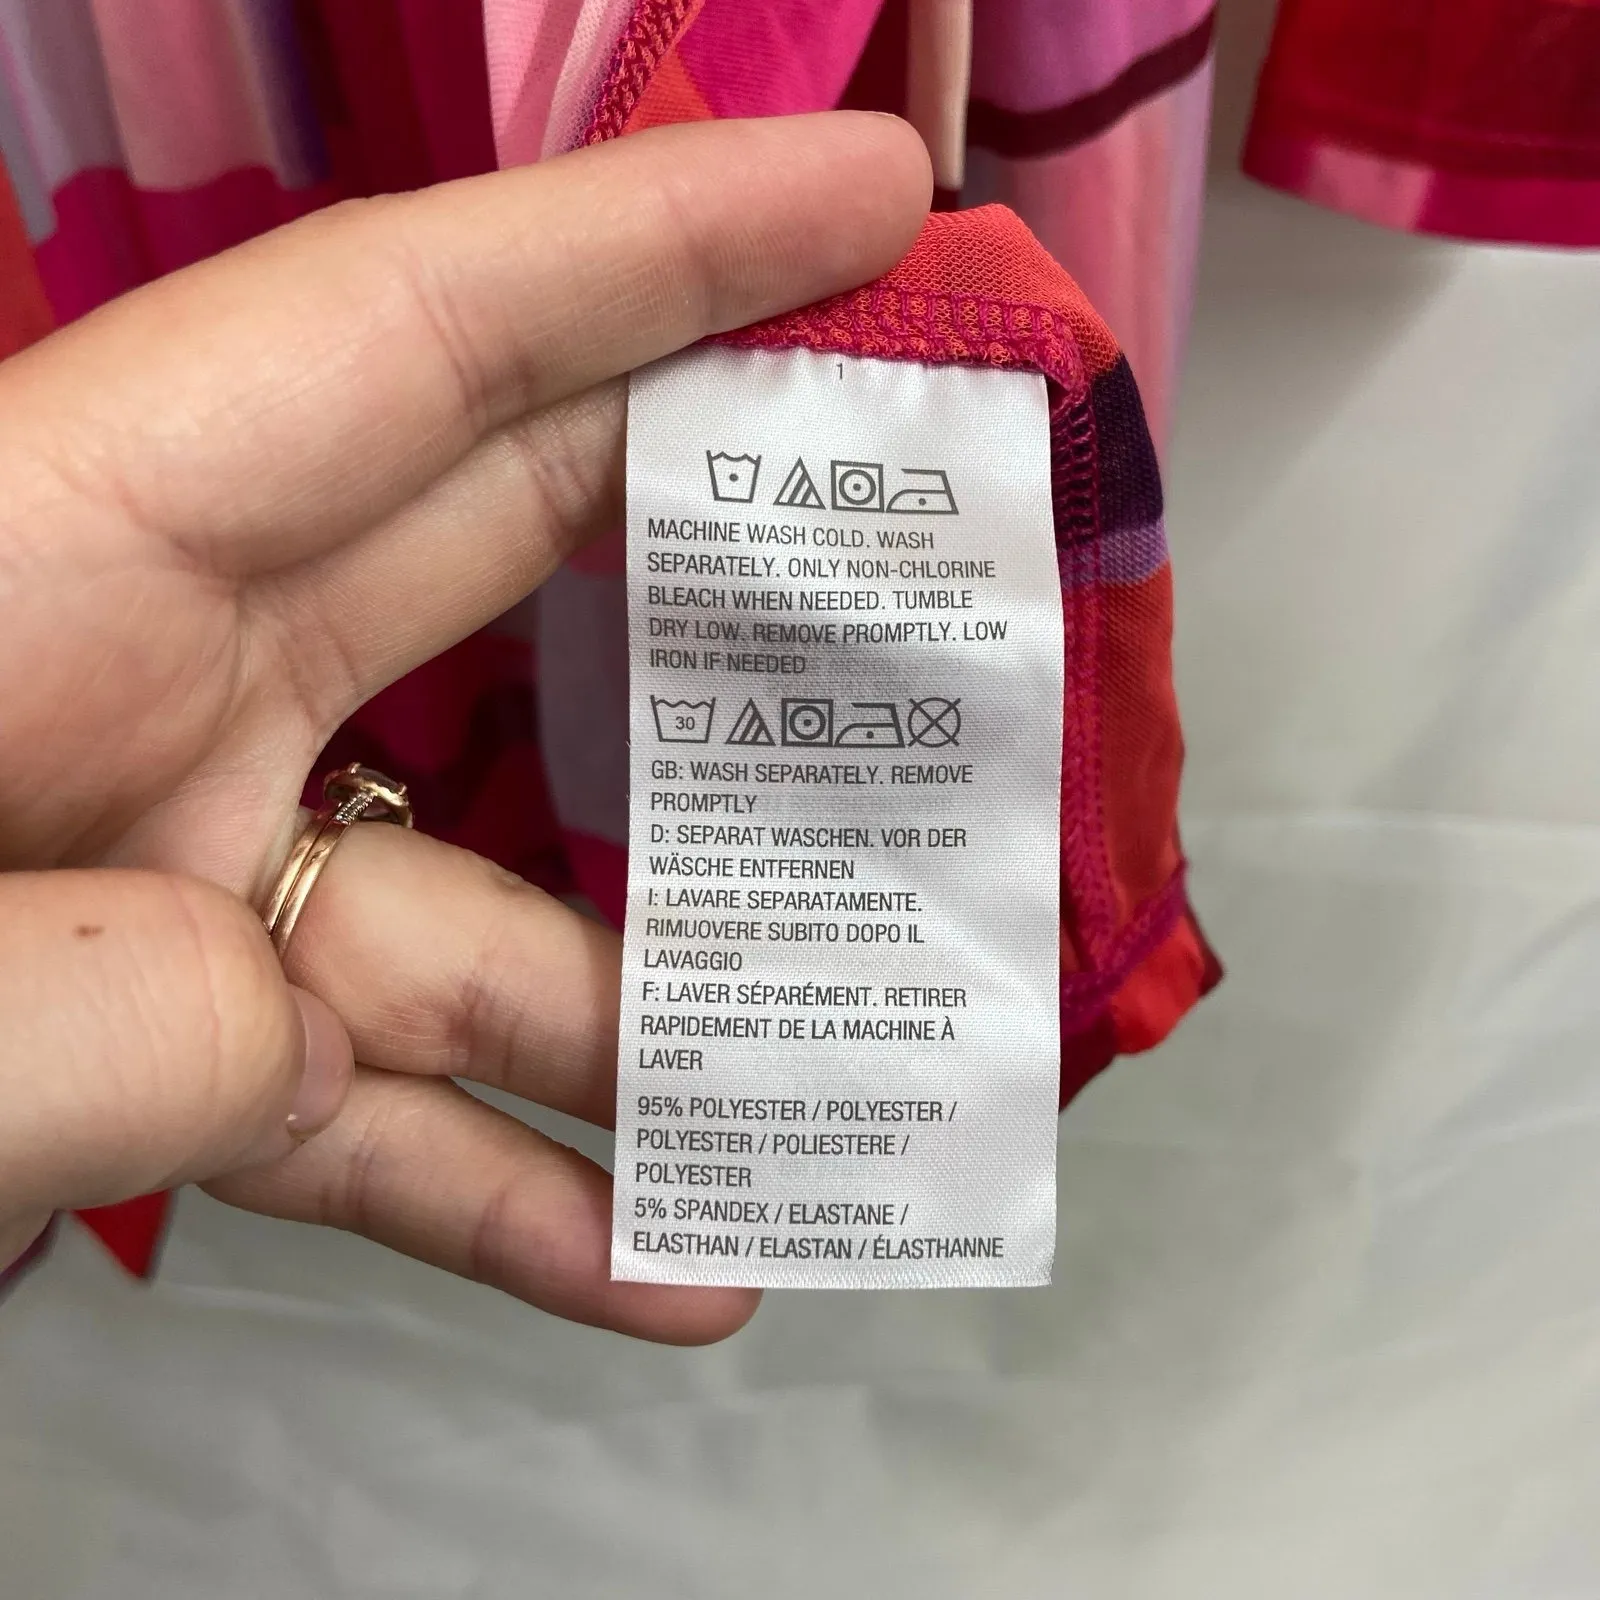 1
MACHINE WASH COLD. WASH
SEPARATELY. ONLY NON-CHLORINE
BLEACH WHEN NEEDED. TUMBLE
DRY LOW. REMOVE PROMPTLY. LOW
IRON IF NEEDED
30
GB: WASH SEPARATELY. REMOVE
PROMPTLY
D: SEPARAT WASCHEN. VOR DER
WÄSCHE ENTFERNEN
I: LAVARE SEPARATAMENTE.
RIMUOVERE SUBITO DOPO IL
LAVAGGIO
F: LAVER SÉPARÉMENT. RETIRER
RAPIDEMENT DE LA MACHINE À
LAVER
95% POLYESTER / POLYESTER /
POLYESTER / POLIESTERE /
POLYESTER
5% SPANDEX / ELASTANE /
ELASTHAN / ELASTAN / ÉLASTHANNE